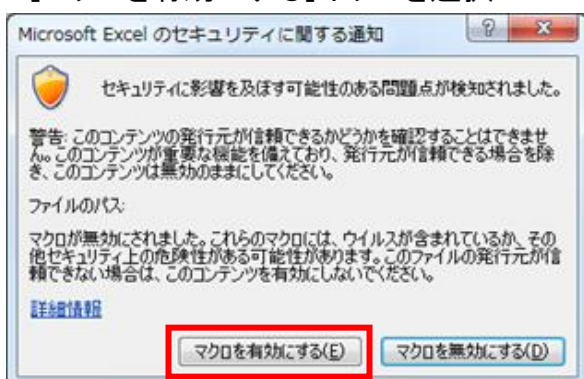 Microsoft Excel のセキュリティに関する通知
セキュリティに影響を及ぼす可能性のある問題点が検知されました。
警告: このコンテンツの発行元が信頼できるかどうかを確認することはできませ
ん。このコンテンツが重要な機能を備えており、発行元が信頼できる場合を除
き、このコンテンツは無効のままにしてください。
ファイルのパス:
マクロが無効にされました。これらのマクロには、ウイルスが含まれているか、その
他セキュリティ上の危険性がある可能性があります。このファイルの発行元が信
頼できない場合は、このコンテンツを有効にしないでください。
詳細情報
マクロを有効にする(E) マクロを無効にする(D)